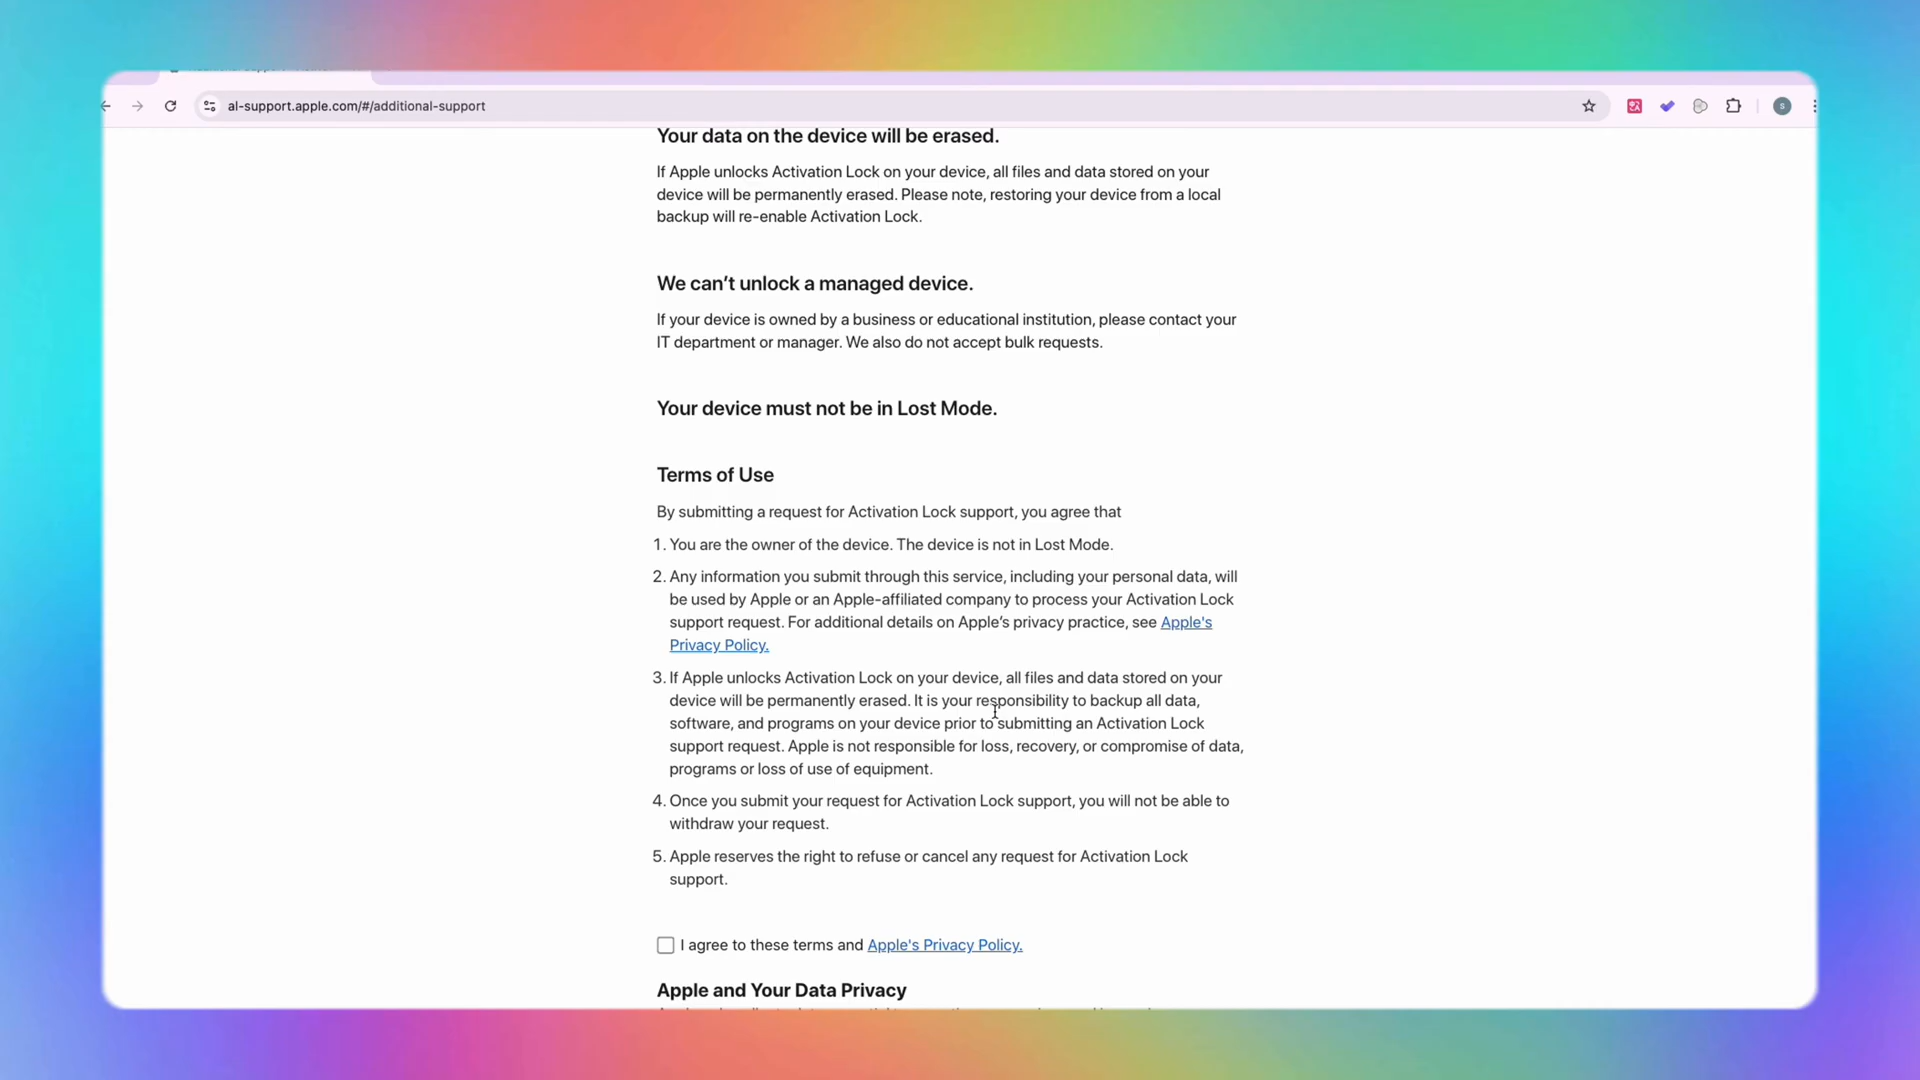 al-support.apple.com/#/additional-support
S
Your data on the device will be erased.
If Apple unlocks Activation Lock on your device, all files and data stored on your
device will be permanently erased. Please note, restoring your device from a local
backup will re-enable Activation Lock.
We can’t unlock a managed device.
If your device is owned by a business or educational institution, please contact your
IT department or manager. We also do not accept bulk requests.
Your device must not be in Lost Mode.
Terms of Use
By submitting a request for Activation Lock support, you agree that
1. You are the owner of the device. The device is not in Lost Mode.
2. Any information you submit through this service, including your personal data, will
be used by Apple or an Apple-affiliated company to process your Activation Lock
support request. For additional details on Apple’s privacy practice, see Apple's
Privacy Policy.
3. If Apple unlocks Activation Lock on your device, all files and data stored on your
device will be permanently erased. It is your responsibility to backup all data,
software, and programs on your device prior to submitting an Activation Lock
support request. Apple is not responsible for loss, recovery, or compromise of data,
programs or loss of use of equipment.
4. Once you submit your request for Activation Lock support, you will not be able to
withdraw your request.
5. Apple reserves the right to refuse or cancel any request for Activation Lock
support.
I agree to these terms and Apple's Privacy Policy.
Apple and Your Data Privacy